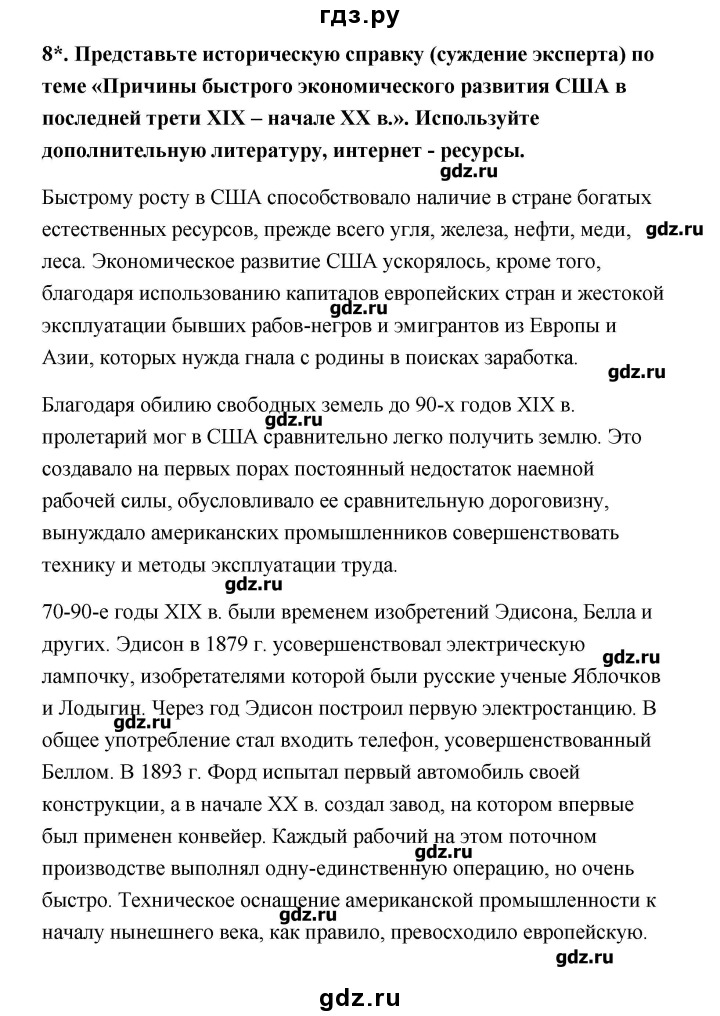 гдз.ру
8*. Представьте историческую справку (суждение эксперта) по
теме «Причины быстрого экономического развития США в
последней трети XIX – начале XX в.». Используйте
дополнительную литературу, интернет - ресурсы.
gdz.ru
Быстрому росту в США способствовало наличие в стране богатых
естественных ресурсов, прежде всего угля, железа, нефти, меди,
gdz.ru
леса. Экономическое развитие США ускорялось, кроме того,
благодаря использованию капиталов европейских стран и жестокой
gdz.ru
эксплуатации бывших рабов-негров и эмигрантов из Европы и
Азии, которых нужда гнала с родины в поисках заработка.
gdz.ru
Благодаря обилию свободных земель до 90-х годов XIX в.
gdz.ru
пролетарий мог в США сравнительно легко получить землю. Это
создавало на первых порах постоянный недостаток наемной
рабочей силы, обусловливало ее сравнительную дороговизну,
вынуждало американских промышленников совершенствовать
технику и методы эксплуатации труда.
gdz.ru
70-90-е годы XIX в. были временем изобретений Эдисона, Белла и
других. Эдисон в 1879 г. усовершенствовал электрическую
gdz.ru
лампочку, изобретателями которой были русские ученые Яблочков
и Лодыгин. Через год Эдисон построил первую электростанцию. В
gdz.ru
общее употребление стал входить телефон, усовершенствованный
Беллом. В 1893 г. Форд испытал первый автомобиль своей
конструкции, а в начале XX в. создал завод, на котором впервые
был применен конвейер. Каждый рабочий на этом поточном
gdz.ru
производстве выполнял одну-единственную операцию, но очень
быстро. Техническое оснащение американской промышленности к
gdz.ru
началу нынешнего века, как правило, превосходило европейскую.
gdz.ru
gdz.ru